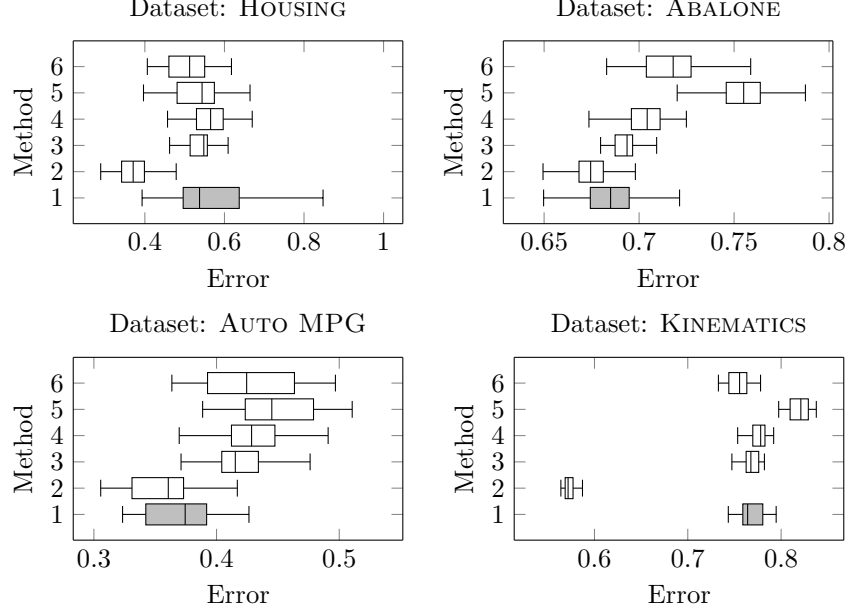 Dataset: HOUSING
Method
6
5
4
3
2
1
0.4 0.6 0.8 1
Error
Dataset: ABALONE
Method
6
5
4
3
2
1
0.65 0.7 0.75 0.8
Error
Dataset: AUTO MPG
Method
6
5
4
3
2
1
0.3 0.4 0.5
Error
Dataset: KINEMATICS
Method
6
5
4
3
2
1
0.6 0.7 0.8
Error